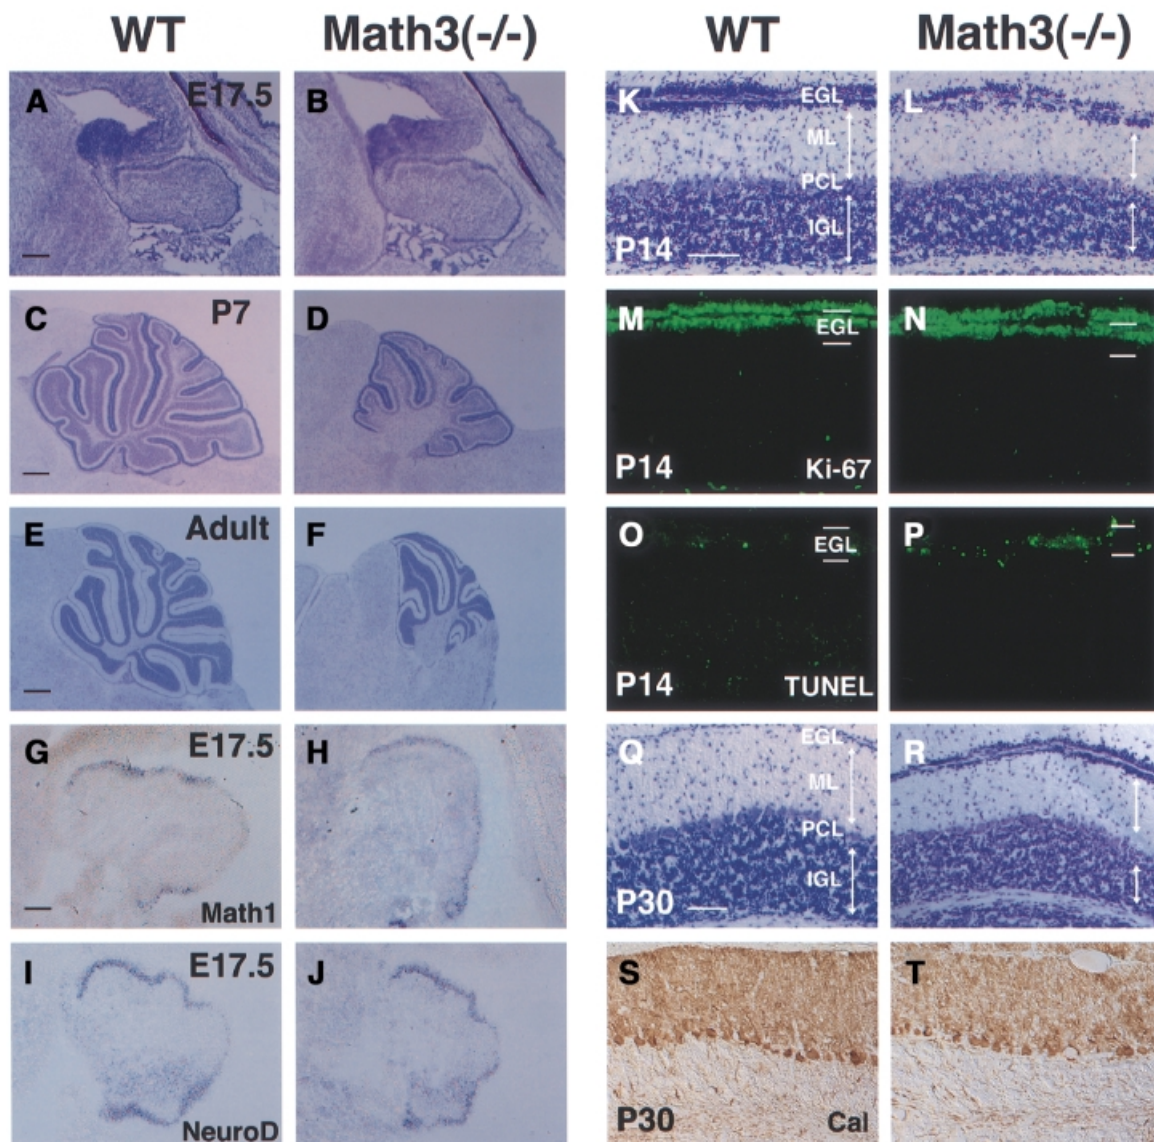 WT Math3(-/-) WT Math3(-/-)
A E17.5 B
C P7 D
E Adult F
G E17.5 H
Math1
I E17.5 J
NeuroD
K EGL L
ML
PCL
IGL
P14
M EGL N
P14 Ki-67
O EGL P
P14 TUNEL
Q EGL R
ML
PCL
IGL
P30
S T
P30 Cal